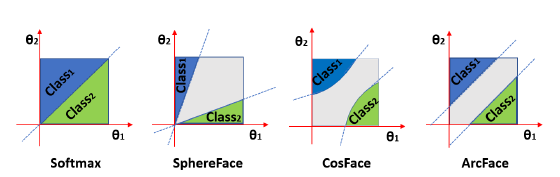 θ2
Class1
Class2
θ1
Softmax
θ2
Class1
Class2
θ1
SphereFace
θ2
Class1
Class2
θ1
CosFace
θ2
Class1
Class2
θ1
ArcFace